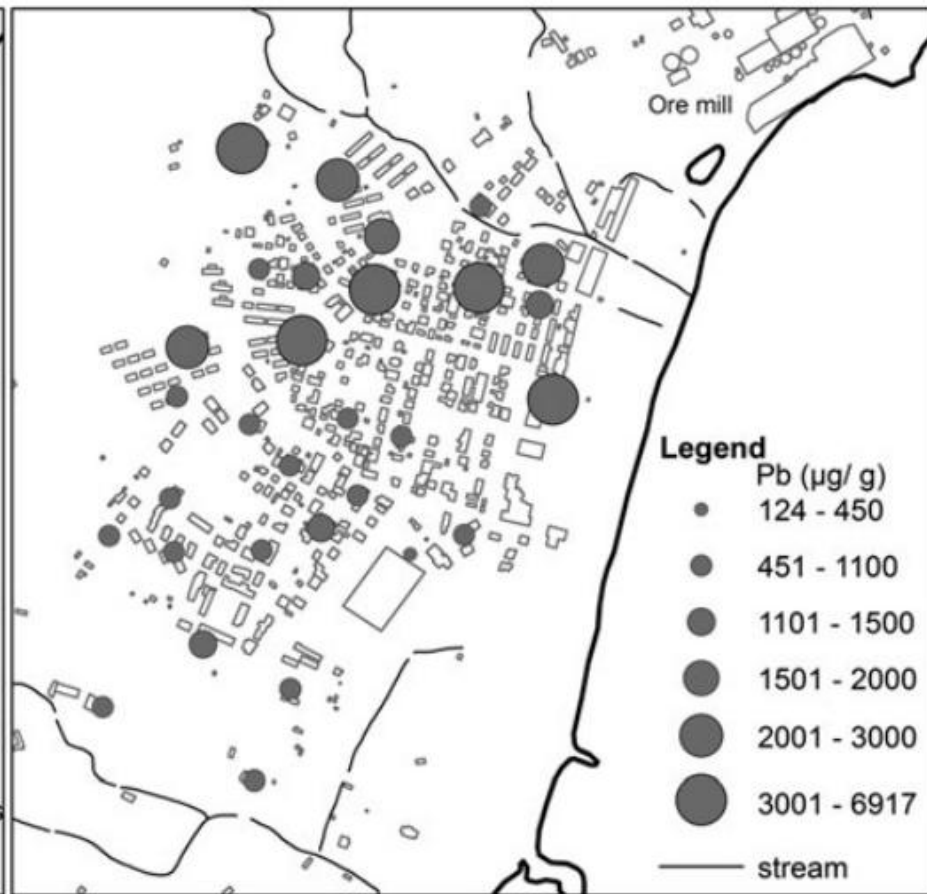 Ore mill
Legend
Pb (µg/ g)
124 - 450
451 - 1100
1101 - 1500
1501 - 2000
2001 - 3000
3001 - 6917
stream